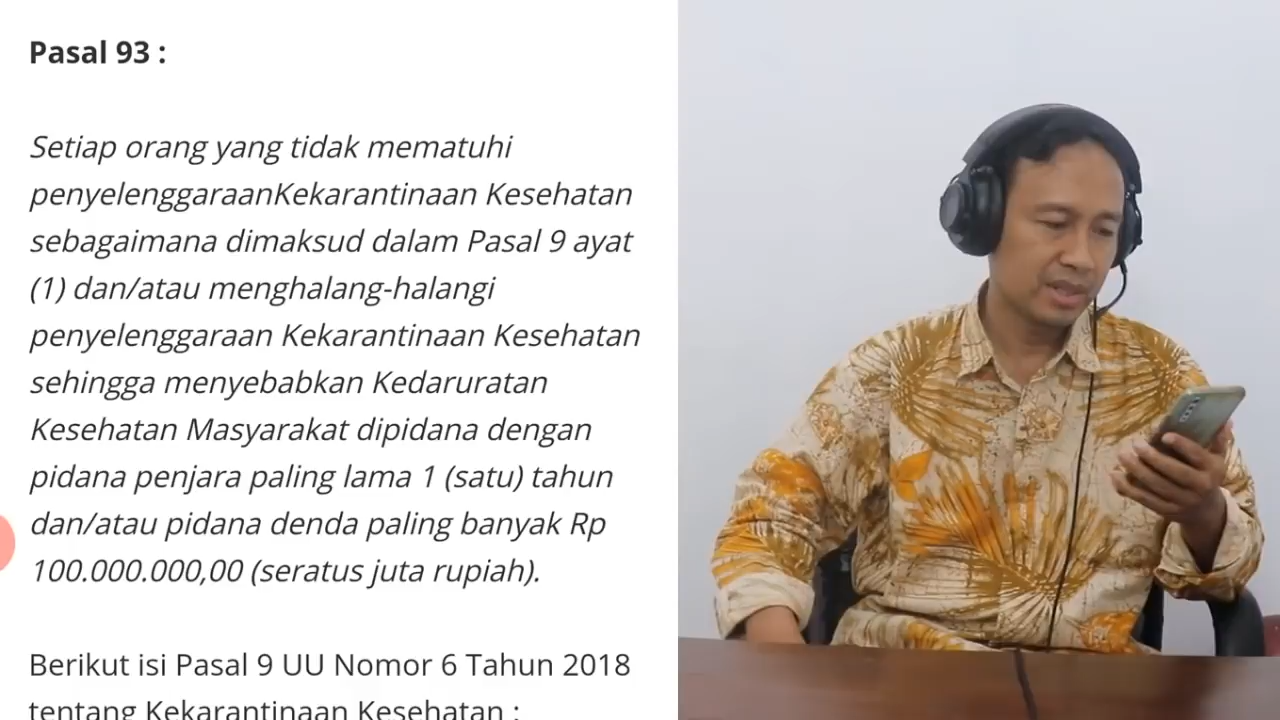 Pasal 93 :
Setiap orang yang tidak mematuhi
penyelenggaraanKekarantinaan Kesehatan
sebagaimana dimaksud dalam Pasal 9 ayat
(1) dan/atau menghalang-halangi
penyelenggaraan Kekarantinaan Kesehatan
sehingga menyebabkan Kedaruratan
Kesehatan Masyarakat dipidana dengan
pidana penjara paling lama 1 (satu) tahun
dan/atau pidana denda paling banyak Rp
100.000.000,00 (seratus juta rupiah).
Berikut isi Pasal 9 UU Nomor 6 Tahun 2018
tentang Kekarantinaan Kesehatan :